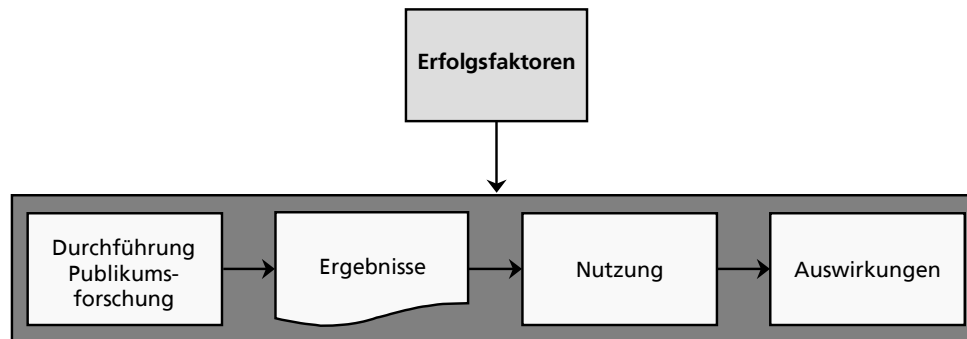 Erfolgsfaktoren
Durchführung
Publikums-
forschung
Ergebnisse
Nutzung
Auswirkungen